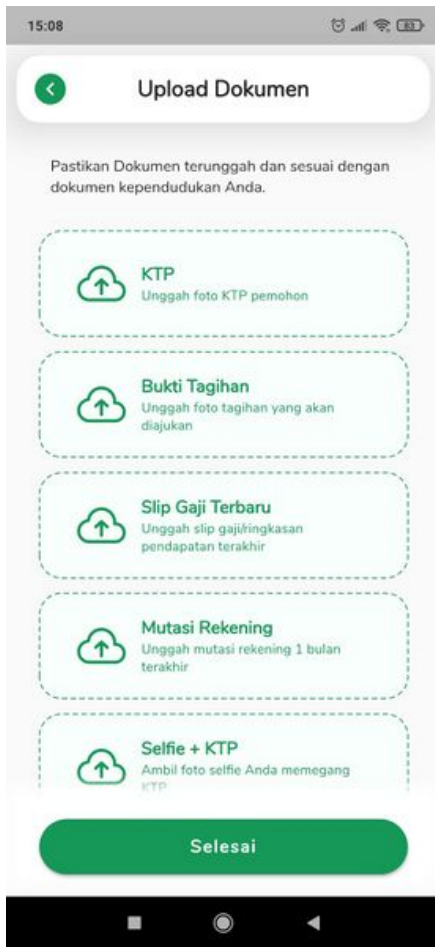 15:08
83
Upload Dokumen
Pastikan Dokumen terunggah dan sesuai dengan
dokumen kependudukan Anda.
KTP
Unggah foto KTP pemohon
Bukti Tagihan
Unggah foto tagihan yang akan
diajukan
Slip Gaji Terbaru
Unggah slip gaji/ringkasan
pendapatan terakhir
Mutasi Rekening
Unggah mutasi rekening 1 bulan
terakhir
Selfie + KTP
Ambil foto selfie Anda memegang
KTP
Selesai